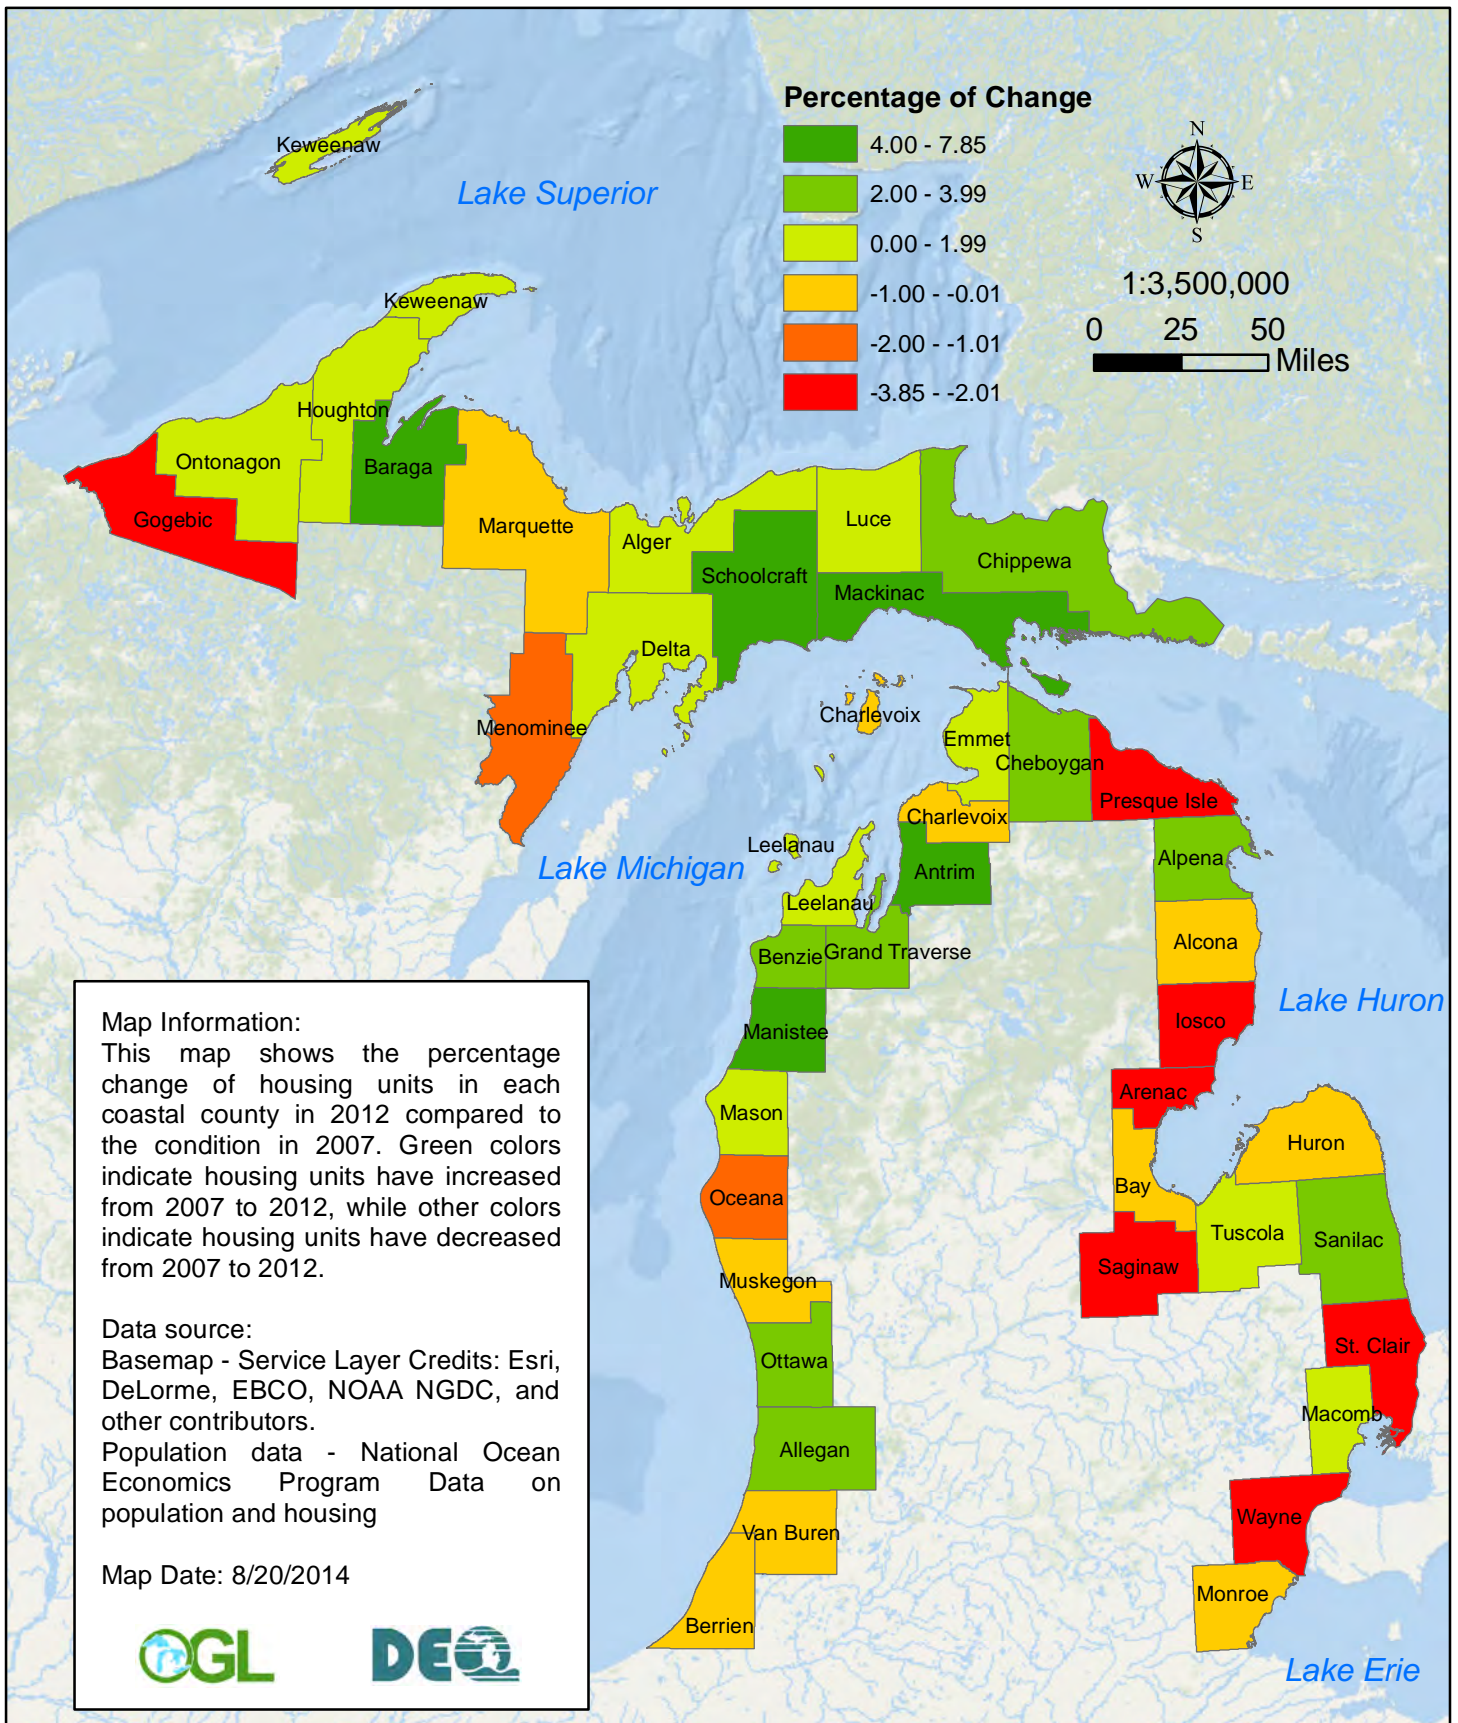 Percentage of Change
4.00 - 7.85
2.00 - 3.99
0.00 - 1.99
-1.00 - -0.01
-2.00 - -1.01
-3.85 - -2.01
N
W E
S
1:3,500,000
0 25 50
Miles
Keweenaw
Lake Superior
Keweenaw
Houghton
Ontonagon
Baraga
Gogebic
Marquette
Alger
Luce
Schoolcraft
Chippewa
Mackinac
Delta
Menominee
Charlevoix
Emmet
Cheboygan
Presque Isle
Charlevoix
Leelanau
Lake Michigan
Antrim
Alpena
Leelanau
Benzie
Grand Traverse
Alcona
Lake Huron
Manistee
Iosco
Mason
Arenac
Huron
Oceana
Bay
Tuscola
Sanilac
Muskegon
Saginaw
Ottawa
St. Clair
Macomb
Allegan
Van Buren
Wayne
Berrien
Monroe
Lake Erie
Map Information:
This map shows the percentage
change of housing units in each
coastal county in 2012 compared to
the condition in 2007. Green colors
indicate housing units have increased
from 2007 to 2012, while other colors
indicate housing units have decreased
from 2007 to 2012.
Data source:
Basemap - Service Layer Credits: Esri,
DeLorme, EBCO, NOAA NGDC, and
other contributors.
Population data - National Ocean
Economics Program Data on
population and housing
Map Date: 8/20/2014
OGL
DEQ